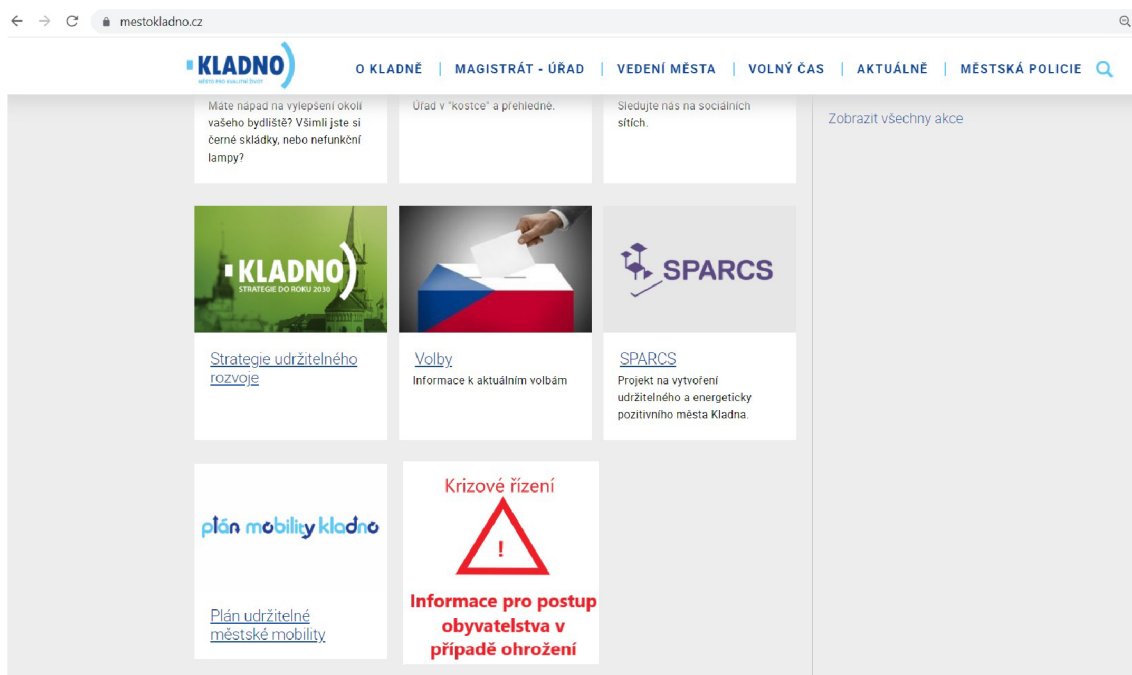 mestokladno.cz
KLADNO
MĚSTO PRO KVALITNÍ ŽIVOT
O KLADNĚ | MAGISTRÁT - ÚŘAD | VEDENÍ MĚSTA | VOLNÝ ČAS | AKTUÁLNĚ | MĚSTSKÁ POLICIE
Máte nápad na vylepšení okolí
vašeho bydliště? Všimli jste si
černé skládky, nebo nefunkční
lampy?
Úřad v "kostce" a přehledně.
Sledujte nás na sociálních
sítích.
Zobrazit všechny akce
KLADNO
STRATEGIE DO ROKU 2030
SPARCS
Strategie udržitelného
rozvoje
Volby
Informace k aktuálním volbám
SPARCS
Projekt na vytvoření
udržitelného a energeticky
pozitivního města Kladna.
plán mobility kladno
Plán udržitelné
městské mobility
Krizové řízení
!
Informace pro postup
obyvatelstva v
případě ohrožení